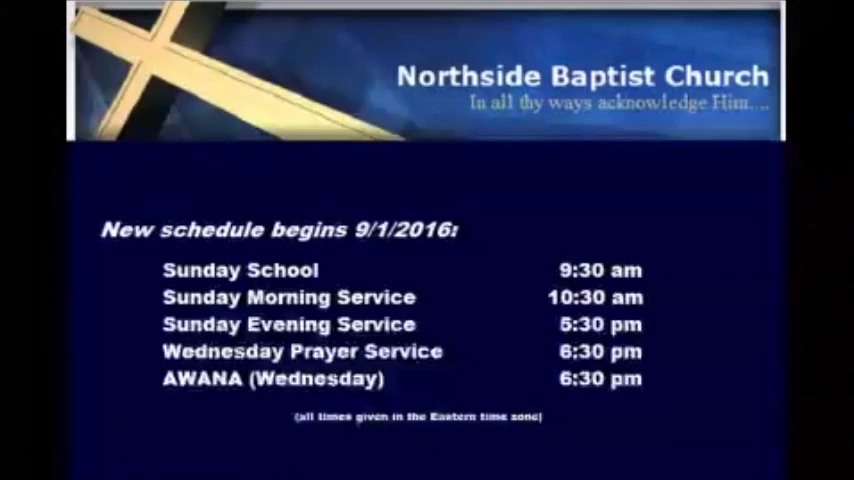 Northside Baptist Church
In all thy ways acknowledge Him....
New schedule begins 9/1/2016:
Sunday School 9:30 am
Sunday Morning Service 10:30 am
Sunday Evening Service 5:30 pm
Wednesday Prayer Service 6:30 pm
AWANA (Wednesday) 6:30 pm
(all times given in the Eastern time zone)